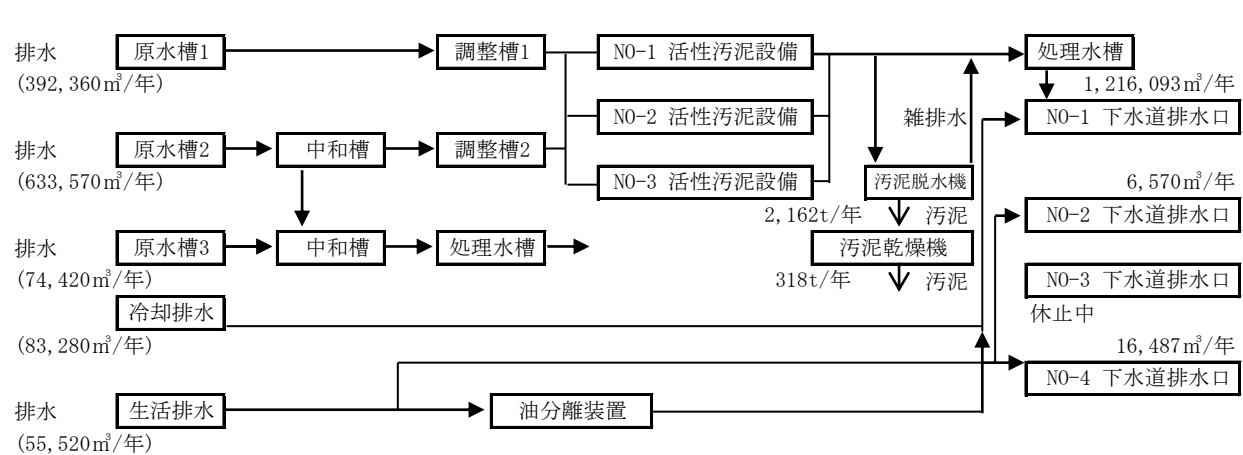 排水 原水槽1 調整槽1 NO-1 活性汚泥設備 処理水槽
(392,360㎥/年) 1,216,093㎥/年
NO-2 活性汚泥設備 雑排水 NO-1 下水道排水口
排水 原水槽2 中和槽 調整槽2
(633,570㎥/年) NO-3 活性汚泥設備 汚泥脱水機 6,570㎥/年
2,162t/年 汚泥 NO-2 下水道排水口
排水 原水槽3 中和槽 処理水槽 汚泥乾燥機
(74,420㎥/年) 318t/年 汚泥 NO-3 下水道排水口
冷却排水 休止中
(83,280㎥/年) 16,487㎥/年
NO-4 下水道排水口
排水 生活排水 油分離装置
(55,520㎥/年)